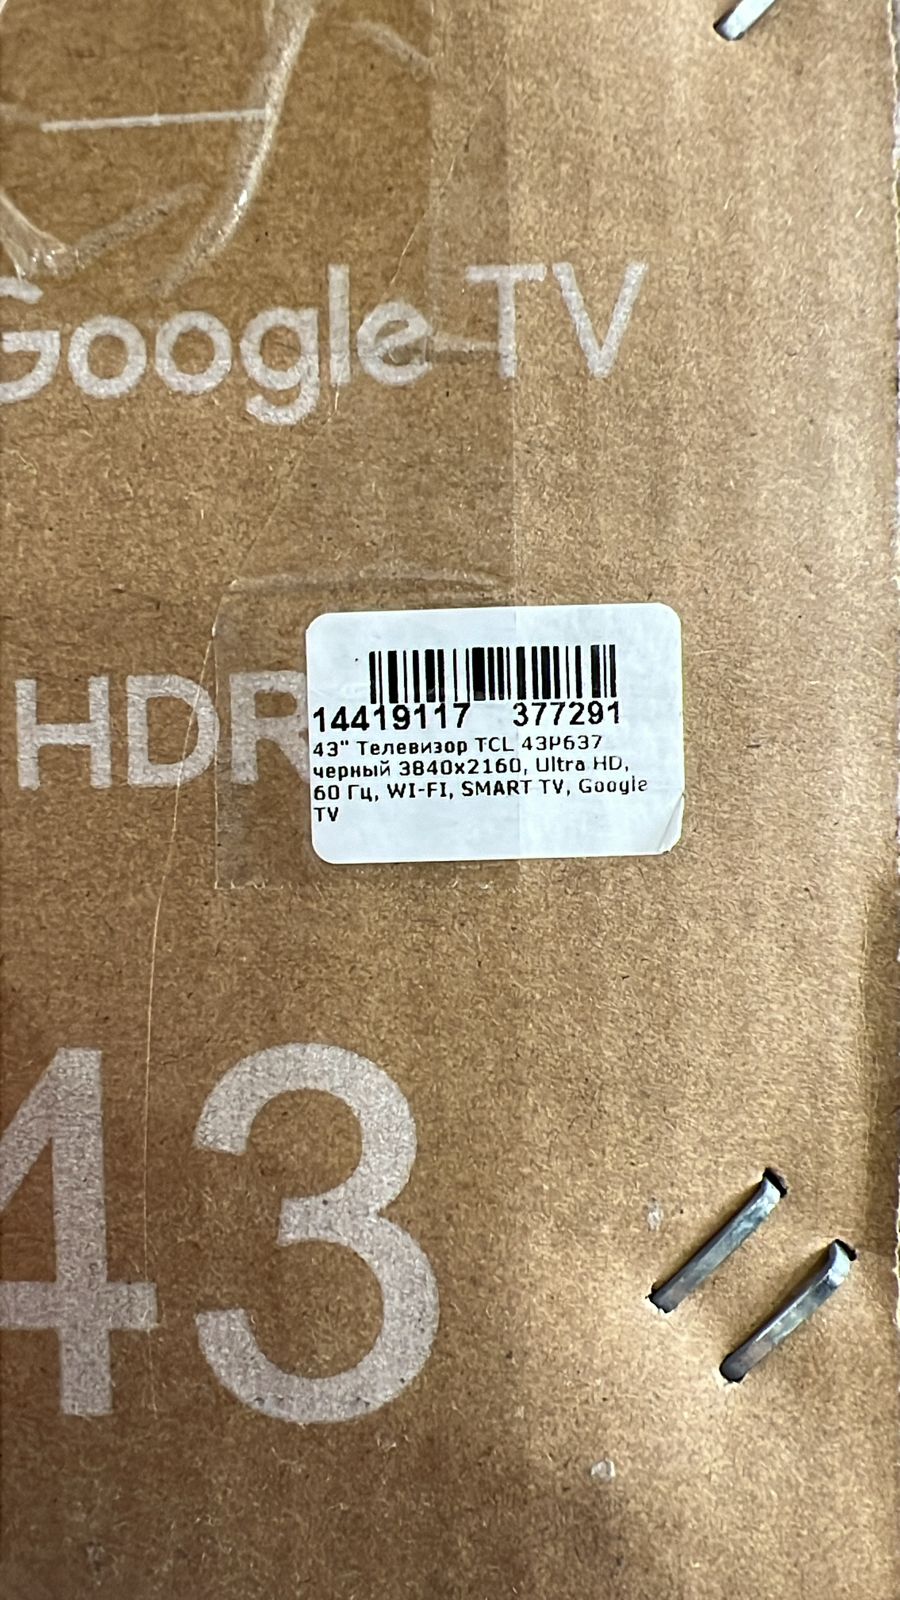 Google TV
HDR
14419117 377291
43" Телевизор TCL 43P637
черный 3840x2160, Ultra HD,
60 Гц, WI-FI, SMART TV, Google
TV
43